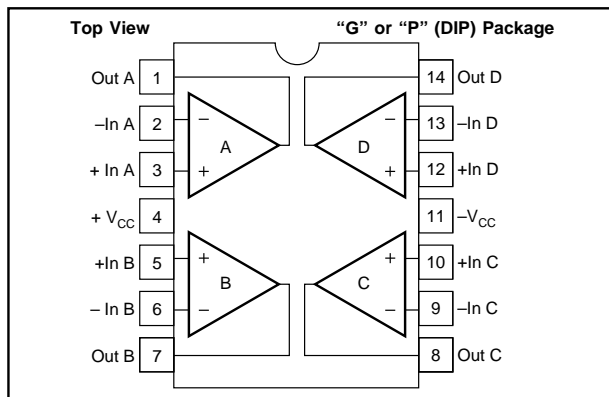 Top View “G” or “P” (DIP) Package
Out A 1 14 Out D
–In A 2 – – 13 –In D
A D
+ In A 3 + + 12 +In D
+ VCC 4 11 –VCC
+In B 5 + + 10 +In C
B C
– In B 6 – – 9 –In C
Out B 7 8 Out C